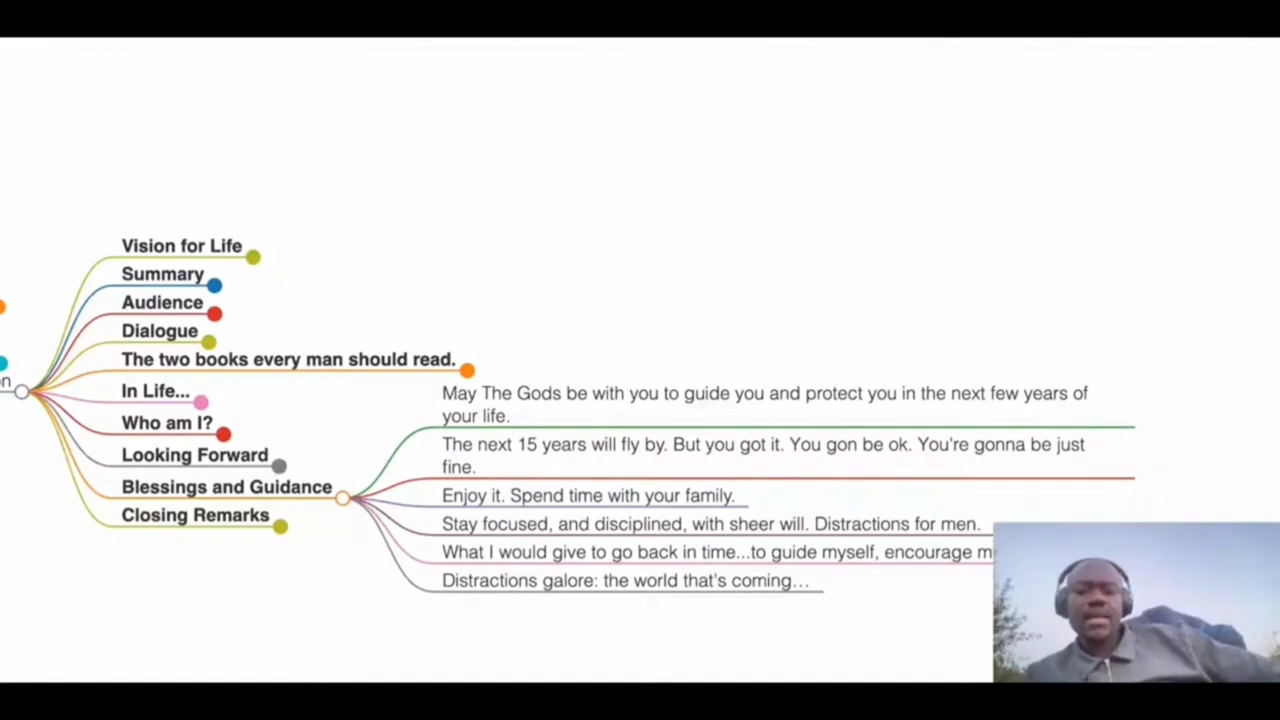 Vision for Life
Summary
Audience
Dialogue
The two books every man should read.
on
In Life...
Who am I?
Looking Forward
Blessings and Guidance
Closing Remarks
May The Gods be with you to guide you and protect you in the next few years of
your life.
The next 15 years will fly by. But you got it. You gon be ok. You're gonna be just
fine.
Enjoy it. Spend time with your family.
Stay focused, and disciplined, with sheer will. Distractions for men.
What I would give to go back in time...to guide myself, encourage
Distractions galore: the world that's coming…